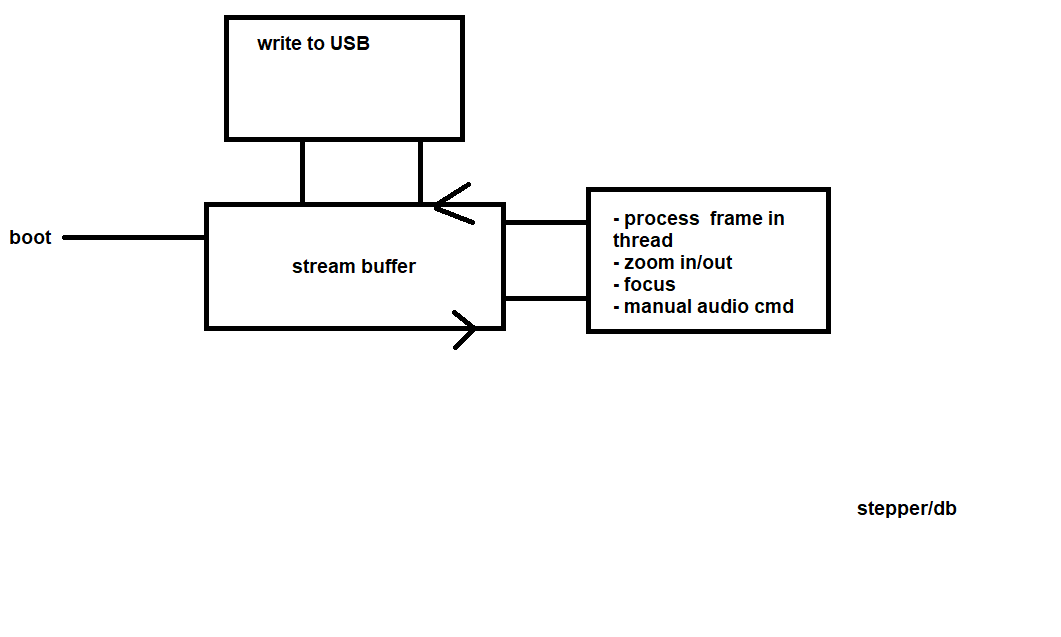 write to USB
boot
stream buffer
- process  frame in
thread
- zoom in/out
- focus
- manual audio cmd
stepper/db